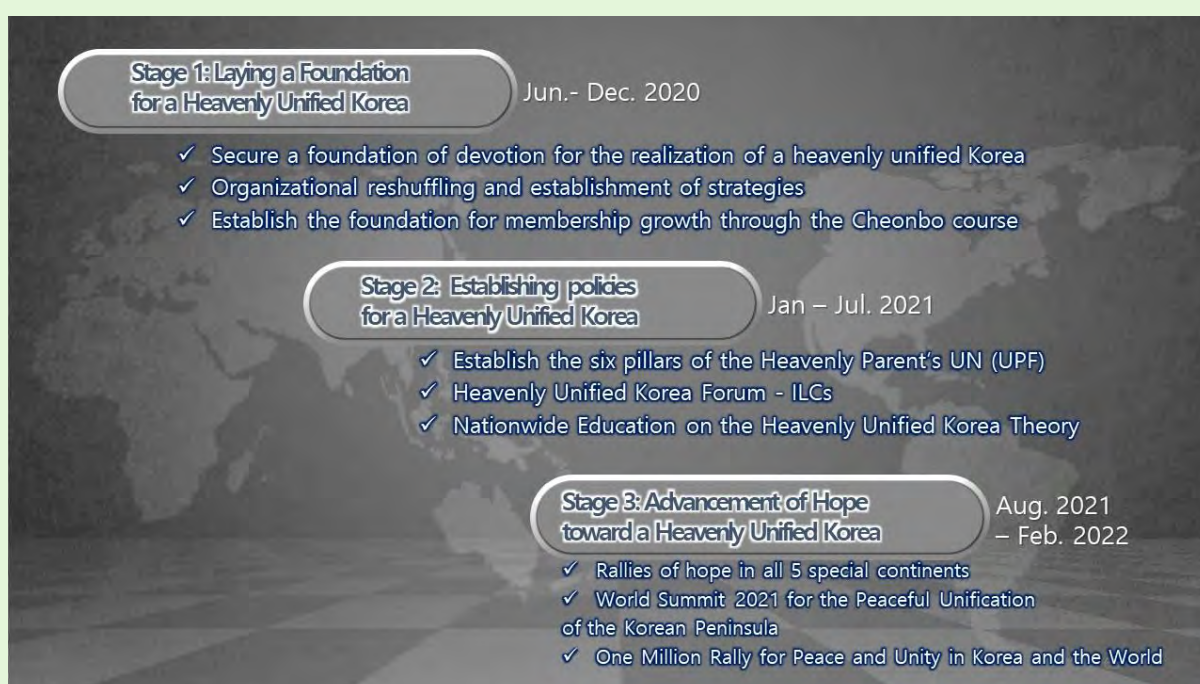 Stage 1: Laying a Foundation
for a Heavenly Unified Korea
Jun.- Dec. 2020
✓ Secure a foundation of devotion for the realization of a heavenly unified Korea
✓ Organizational reshuffling and establishment of strategies
✓ Establish the foundation for membership growth through the Cheonbo course
Stage 2: Establishing policies
for a Heavenly Unified Korea
Jan – Jul. 2021
✓ Establish the six pillars of the Heavenly Parent's UN (UPF)
✓ Heavenly Unified Korea Forum - ILCs
✓ Nationwide Education on the Heavenly Unified Korea Theory
Stage 3: Advancement of Hope
toward a Heavenly Unified Korea
Aug. 2021
– Feb. 2022
✓ Rallies of hope in all 5 special continents
✓ World Summit 2021 for the Peaceful Unification
of the Korean Peninsula
✓ One Million Rally for Peace and Unity in Korea and the World